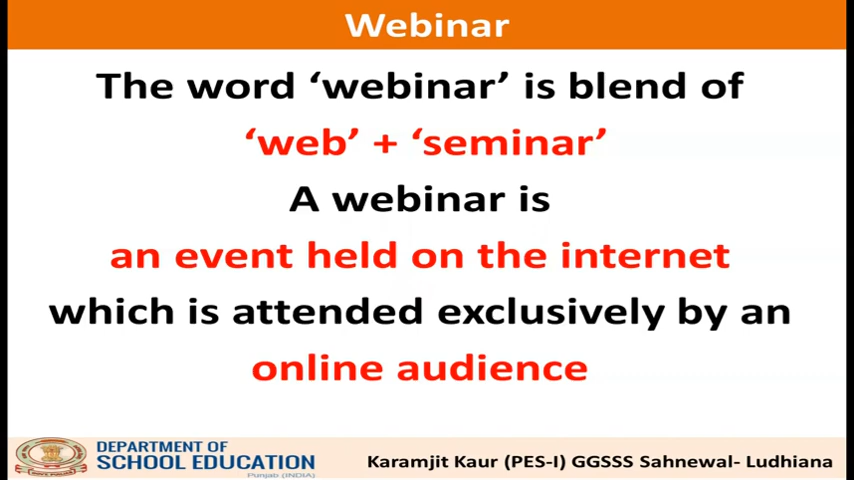 Webinar
The word ‘webinar’ is blend of
‘web’ + ‘seminar’
A webinar is
an event held on the internet
which is attended exclusively by an
online audience
DEPARTMENT OF
SCHOOL EDUCATION
Punjab (INDIA)
Karamjit Kaur (PES-I) GGSSS Sahnewal- Ludhiana